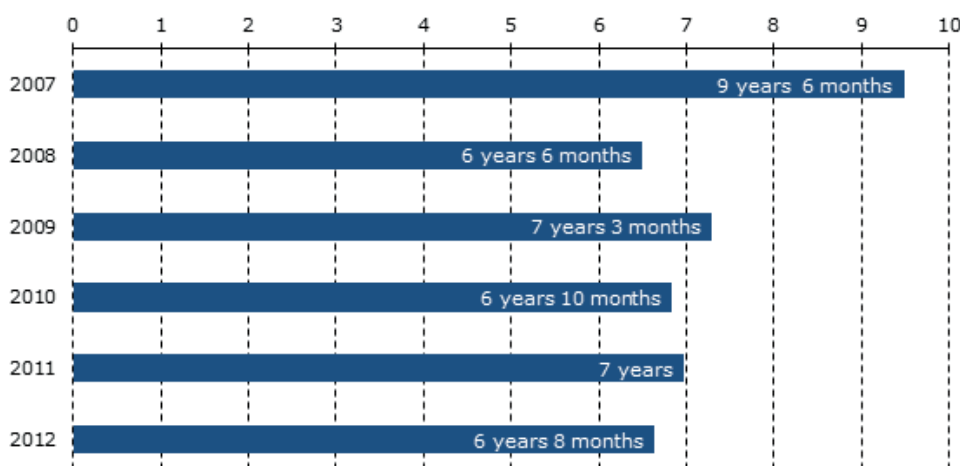 0 1 2 3 4 5 6 7 8 9 10
2007 9 years 6 months
2008 6 years 6 months
2009 7 years 3 months
2010 6 years 10 months
2011 7 years
2012 6 years 8 months